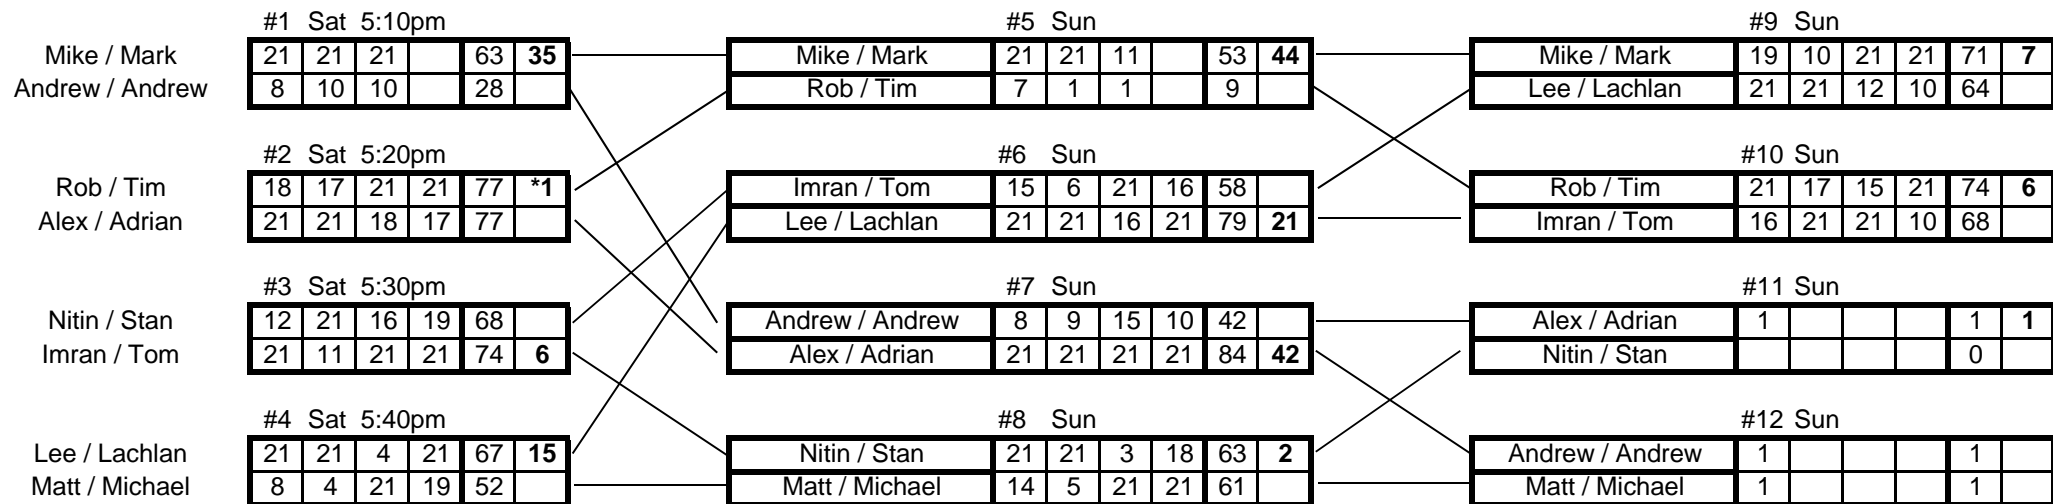 #1 Sat 5:10pm #5 Sun #9 Sun
Mike / Mark 21 21 21 63 35 Mike / Mark 21 21 11 53 44 Mike / Mark 19 10 21 21 71 7
Andrew / Andrew 8 10 10 28 Rob / Tim 7 1 1 9 Lee / Lachlan 21 21 12 10 64
#2 Sat 5:20pm #6 Sun #10 Sun
Rob / Tim 18 17 21 21 77 *1 Imran / Tom 15 6 21 16 58 Rob / Tim 21 17 15 21 74 6
Alex / Adrian 21 21 18 17 77 Lee / Lachlan 21 21 16 21 79 21 Imran / Tom 16 21 21 10 68
#3 Sat 5:30pm #7 Sun #11 Sun
Nitin / Stan 12 21 16 19 68 Andrew / Andrew 8 9 15 10 42 Alex / Adrian 1 1 1
Imran / Tom 21 11 21 21 74 6 Alex / Adrian 21 21 21 21 84 42 Nitin / Stan 0
#4 Sat 5:40pm #8 Sun #12 Sun
Lee / Lachlan 21 21 4 21 67 15 Nitin / Stan 21 21 3 18 63 2 Andrew / Andrew 1 1
Matt / Michael 8 4 21 19 52 Matt / Michael 14 5 21 21 61 Matt / Michael 1 1